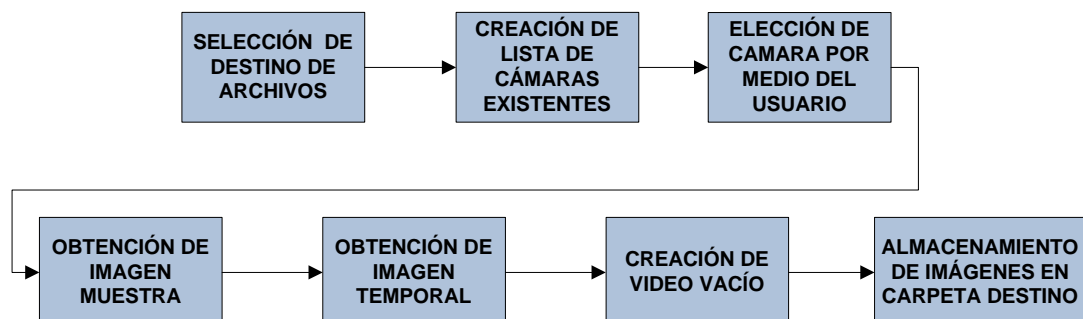 SELECCIÓN DE
DESTINO DE
ARCHIVOS
CREACIÓN DE
LISTA DE
CÁMARAS
EXISTENTES
ELECCIÓN DE
CAMARA POR
MEDIO DEL
USUARIO
OBTENCIÓN DE
IMAGEN
MUESTRA
OBTENCIÓN DE
IMAGEN
TEMPORAL
CREACIÓN DE
VIDEO VACÍO
ALMACENAMIENTO
DE IMÁGENES EN
CARPETA DESTINO